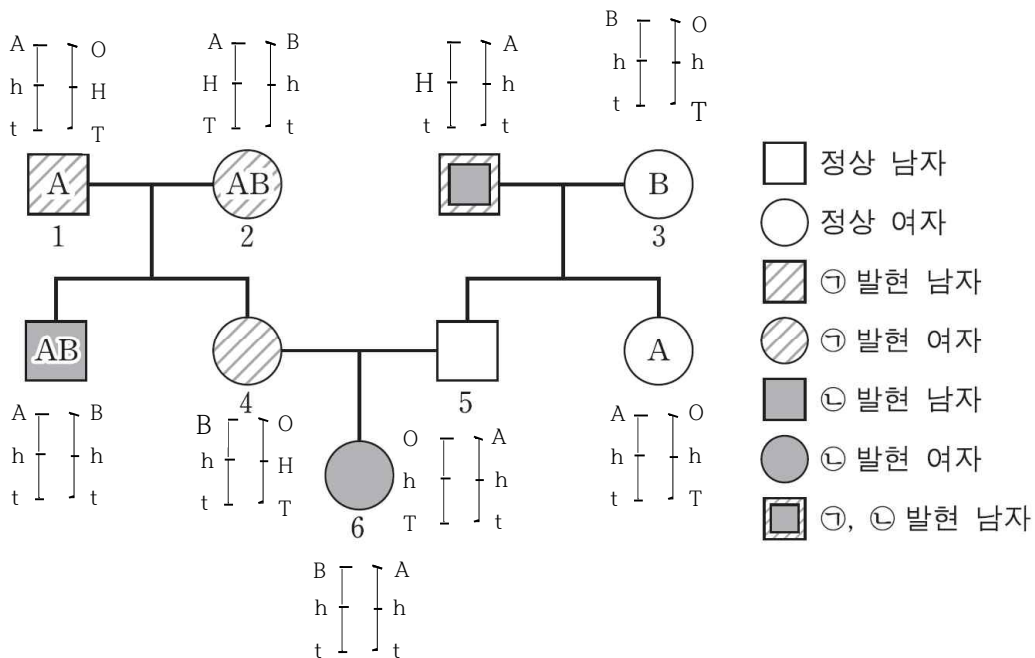 A O
h H
t T
A B
H h
T t
A
H h
t t
B O
h h
t T
A
1
AB
2
B
3
AB
4
5
A
A B
h h
t t
B O
h H
t T
6
O A
h h
T t
A O
h h
t T
B A
h h
t t
정상 남자
정상 여자
㉠ 발현 남자
㉠ 발현 여자
㉡ 발현 남자
㉡ 발현 여자
㉠, ㉡ 발현 남자